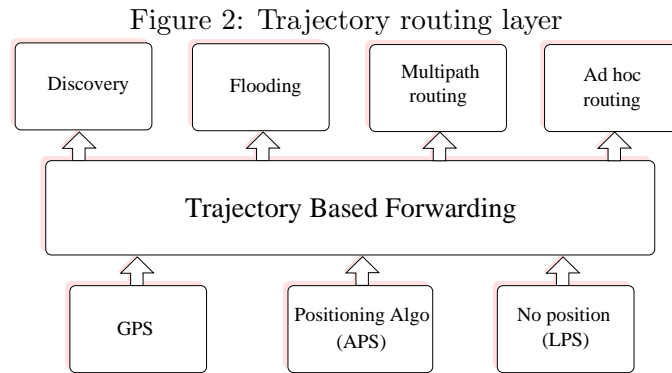 Figure 2: Trajectory routing layer
Discovery
Flooding
Multipath
routing
Ad hoc
routing
Trajectory Based Forwarding
GPS
Positioning Algo
(APS)
No position
(LPS)